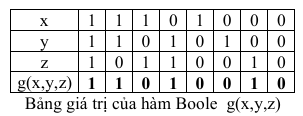 x 1 1 1 0 1 0 0 0
y 1 1 0 1 0 1 0 0
z 1 0 1 1 0 0 1 0
g(x,y,z) 1 1 0 1 0 0 1 0
Bảng giá trị của hàm Boole g(x,y,z)